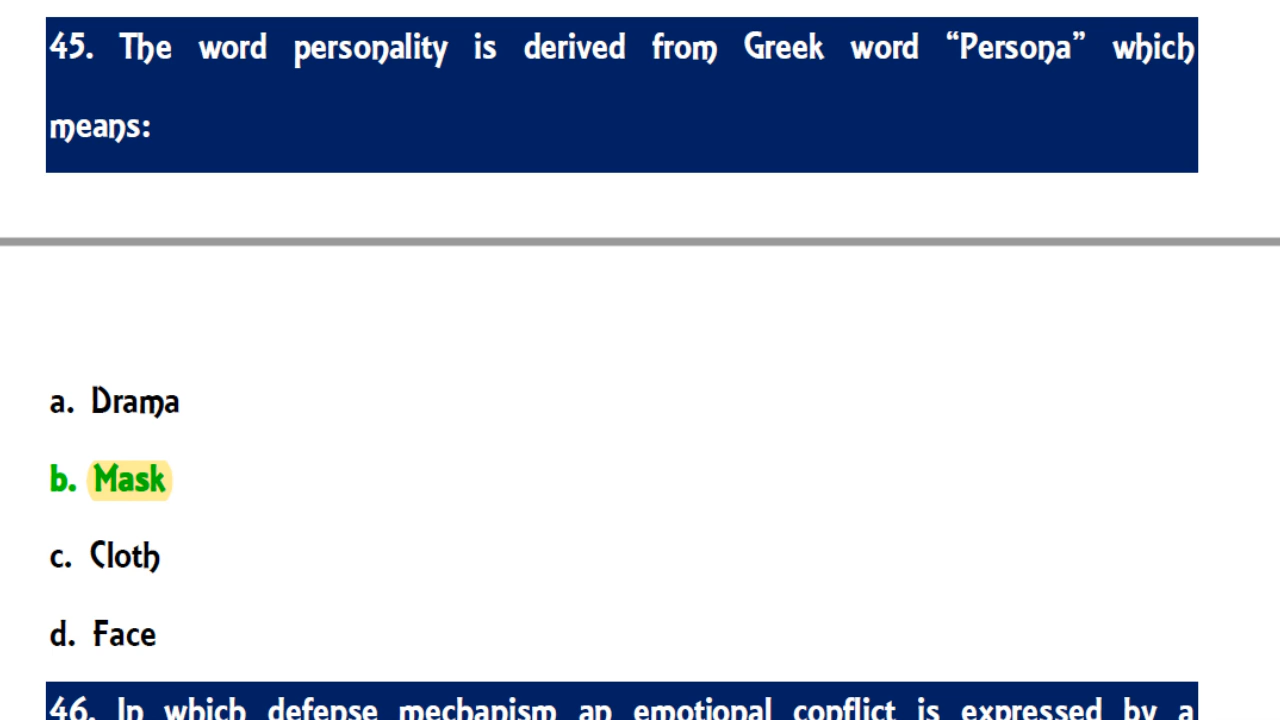 45. The word personality is derived from Greek word “Persona” which
means:
a. Drama
b. Mask
c. Cloth
d. Face
46. In which defense mechanism an emotional conflict is expressed by a